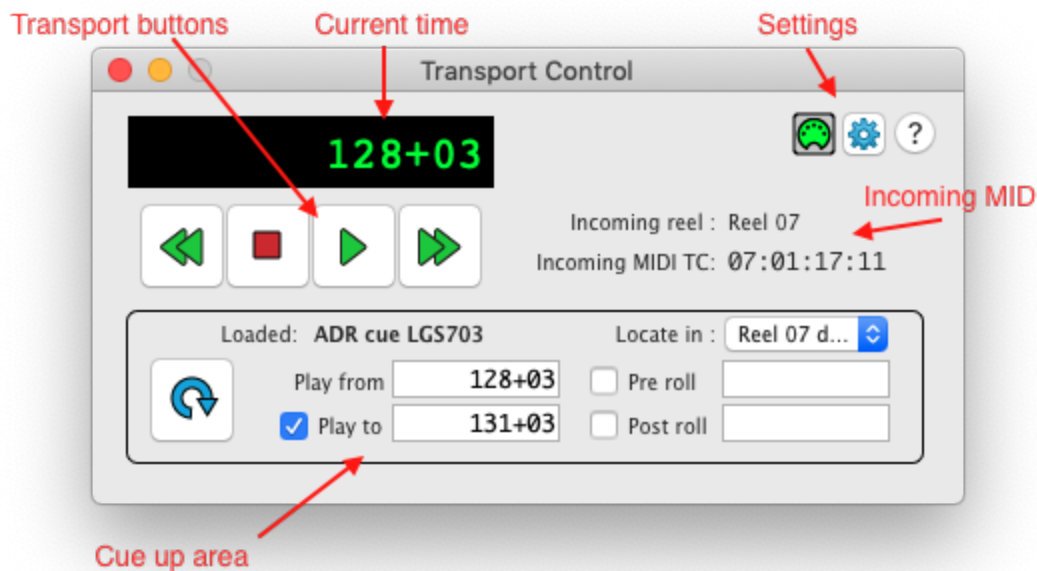 Transport buttons
Current time
Settings
Transport Control
128+03
?
Incoming MID
Incoming reel : Reel 07
Incoming MIDI TC: 07:01:17:11
Loaded: ADR cue LGS703
Locate in : Reel 07 d...
Play from 128+03
Pre roll
Play to 131+03
Post roll
Cue up area